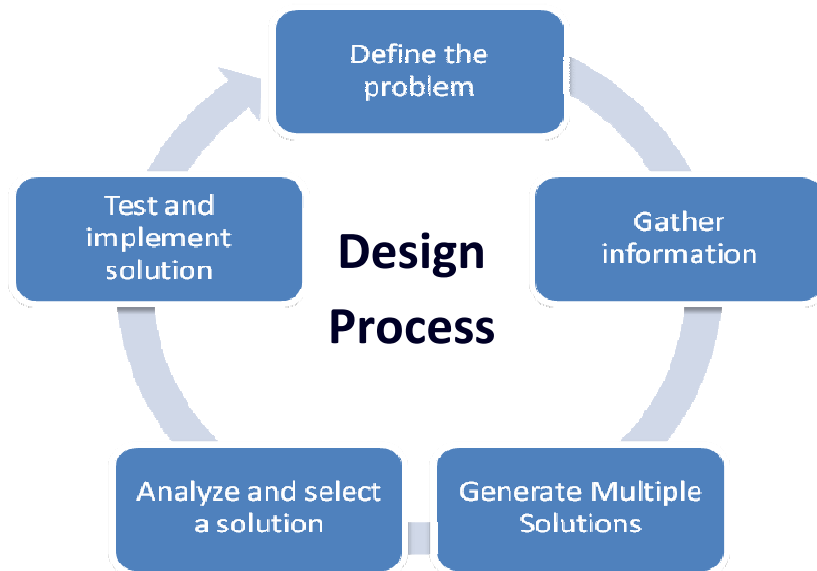 Define the
problem
Gather
information
Generate Multiple
Solutions
Analyze and select
a solution
Test and
implement
solution
Design
Process